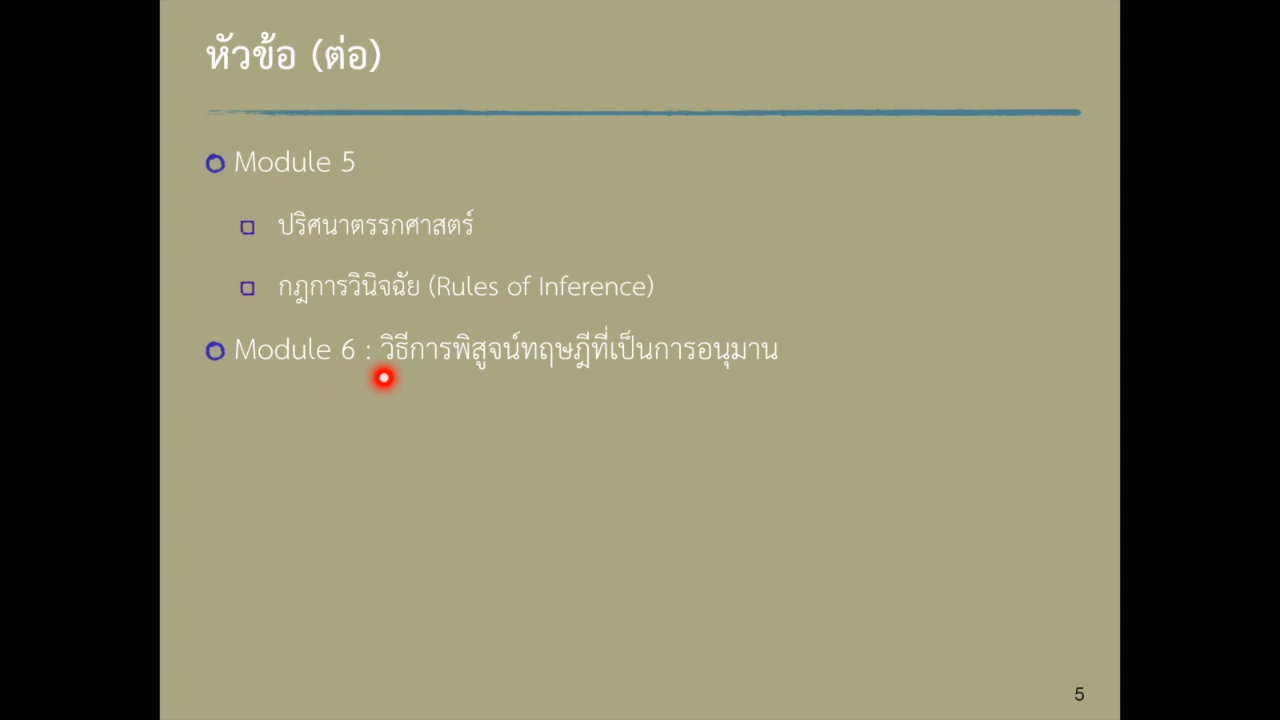 หัวข้อ (ต่อ)
Module 5
ปริศนาตรรกศาสตร์
กฎการวินิจฉัย (Rules of Inference)
Module 6 : วิธีการพิสูจน์ทฤษฎีที่เป็นการอนุมาน
5